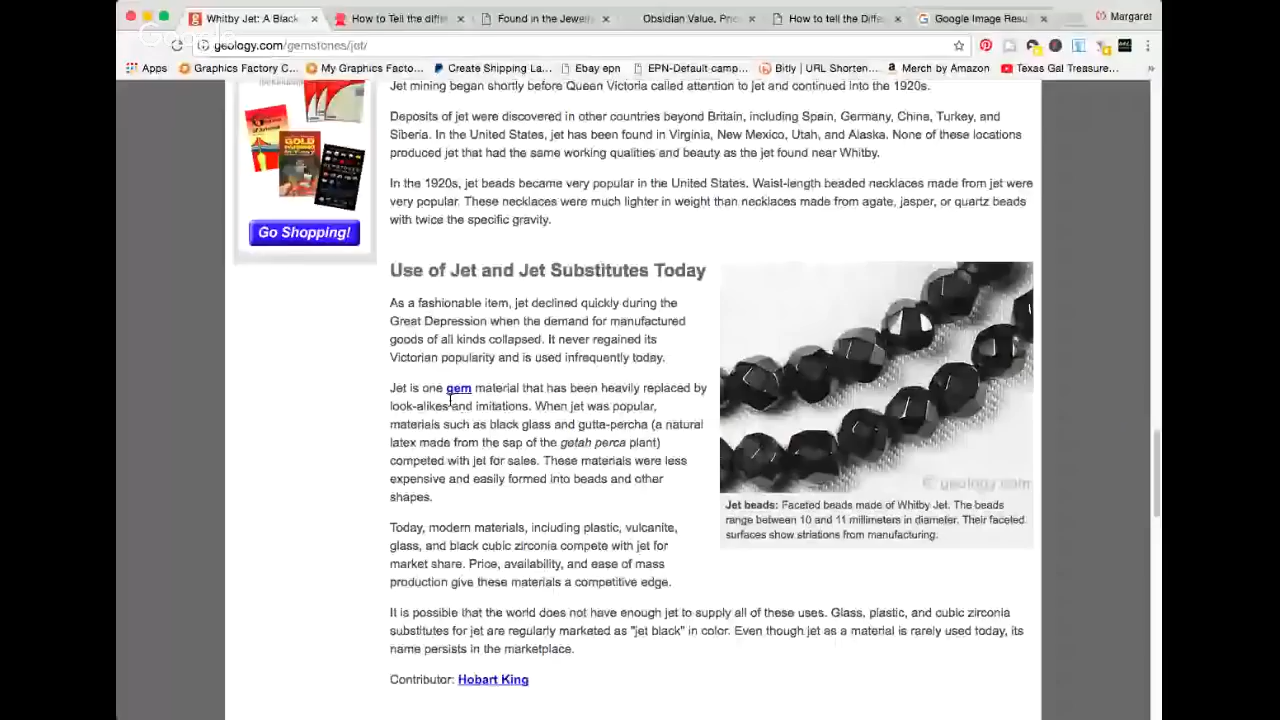 Whitby Jet: A Black
How to Tell the diffe
Found in the Jewelr
Obsidian Value, Pric
How to tell the Diffe
Google Image Resu
Margaret
Google
geology.com/gemstones/jet/
Apps
Graphics Factory C...
My Graphics Facto...
Create Shipping La...
Ebay epn
EPN-Default camp...
Bitly | URL Shorten...
Merch by Amazon
Texas Gal Treasure...
»
Jet mining began shortly before Queen Victoria called attention to jet and continued into the 1920s.
Deposits of jet were discovered in other countries beyond Britain, including Spain, Germany, China, Turkey, and
Siberia. In the United States, jet has been found in Virginia, New Mexico, Utah, and Alaska. None of these locations
produced jet that had the same working qualities and beauty as the jet found near Whitby.
In the 1920s, jet beads became very popular in the United States. Waist-length beaded necklaces made from jet were
very popular. These necklaces were much lighter in weight than necklaces made from agate, jasper, or quartz beads
with twice the specific gravity.
Go Shopping!
Use of Jet and Jet Substitutes Today
As a fashionable item, jet declined quickly during the
Great Depression when the demand for manufactured
goods of all kinds collapsed. It never regained its
Victorian popularity and is used infrequently today.
Jet is one gem material that has been heavily replaced by
look-alikes and imitations. When jet was popular,
materials such as black glass and gutta-percha (a natural
latex made from the sap of the getah perca plant)
competed with jet for sales. These materials were less
expensive and easily formed into beads and other
shapes.
© geology.com
Jet beads: Faceted beads made of Whitby Jet. The beads
range between 10 and 11 millimeters in diameter. Their faceted
surfaces show striations from manufacturing.
Today, modern materials, including plastic, vulcanite,
glass, and black cubic zirconia compete with jet for
market share. Price, availability, and ease of mass
production give these materials a competitive edge.
It is possible that the world does not have enough jet to supply all of these uses. Glass, plastic, and cubic zirconia
substitutes for jet are regularly marketed as "jet black" in color. Even though jet as a material is rarely used today, its
name persists in the marketplace.
Contributor: Hobart King